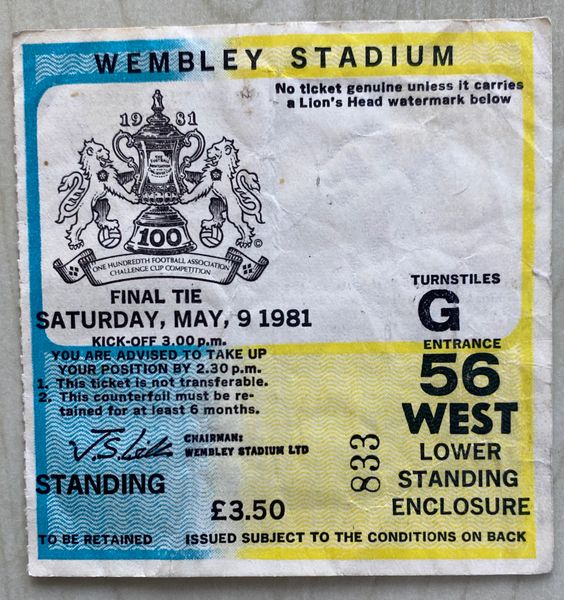 WEMBLEY STADIUM
No ticket genuine unless it carries
a Lion's Head watermark below
1981
100
ONE HUNDREDTH FOOTBALL ASSOCIATION
CHALLENGE CUP COMPETITION
©
FINAL TIE
SATURDAY, MAY, 9 1981
KICK-OFF 3.00 p.m.
YOU ARE ADVISED TO TAKE UP
YOUR POSITION BY 2.30 p.m.
1. This ticket is not transferable.
2. This counterfoil must be re-
tained for at least 6 months.
CHAIRMAN:
WEMBLEY STADIUM LTD
STANDING
£3.50
TURNSTILES
G
ENTRANCE
56
WEST
LOWER
STANDING
ENCLOSURE
833
TO BE RETAINED
ISSUED SUBJECT TO THE CONDITIONS ON BACK